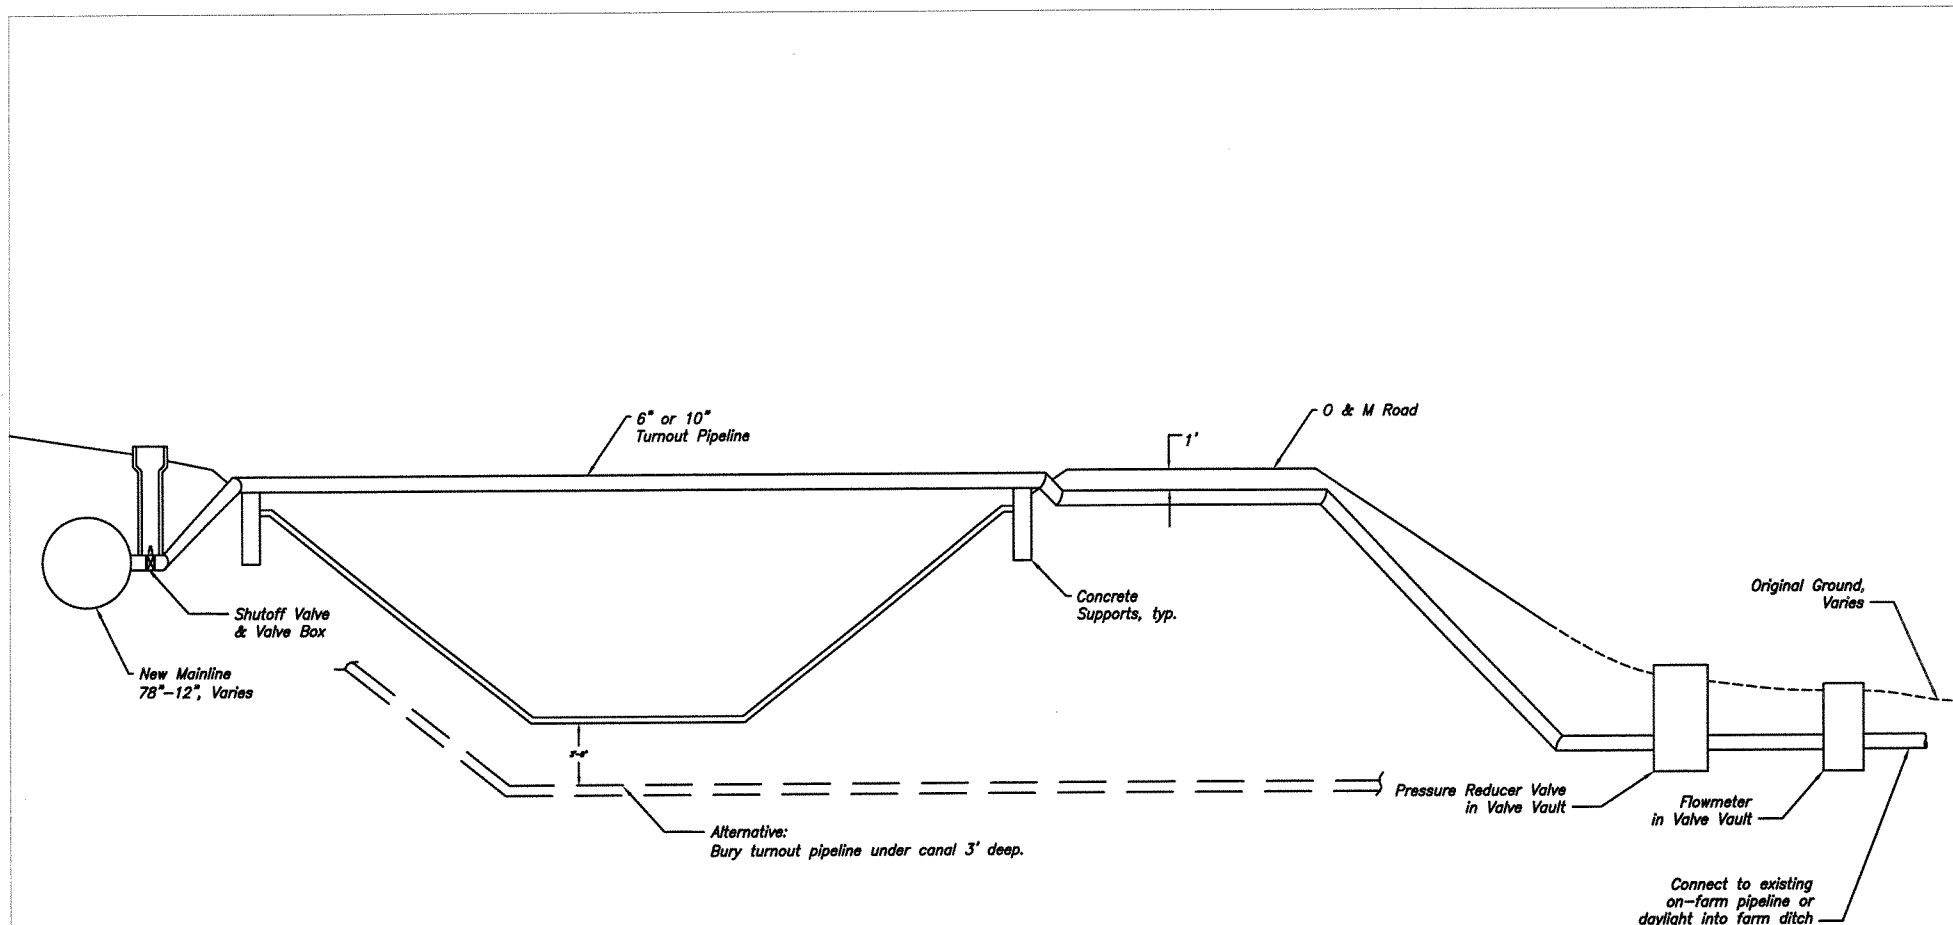 6" or 10"
Turnout Pipeline
O & M Road
1'
Shutoff Valve
& Valve Box
Concrete
Supports, typ.
Original Ground,
Varies
New Mainline
78"-12", Varies
Pressure Reducer Valve
in Valve Vault
Flowmeter
in Valve Vault
Alternative:
Bury turnout pipeline under canal 3' deep.
Connect to existing
on-farm pipeline or
daylight into farm ditch